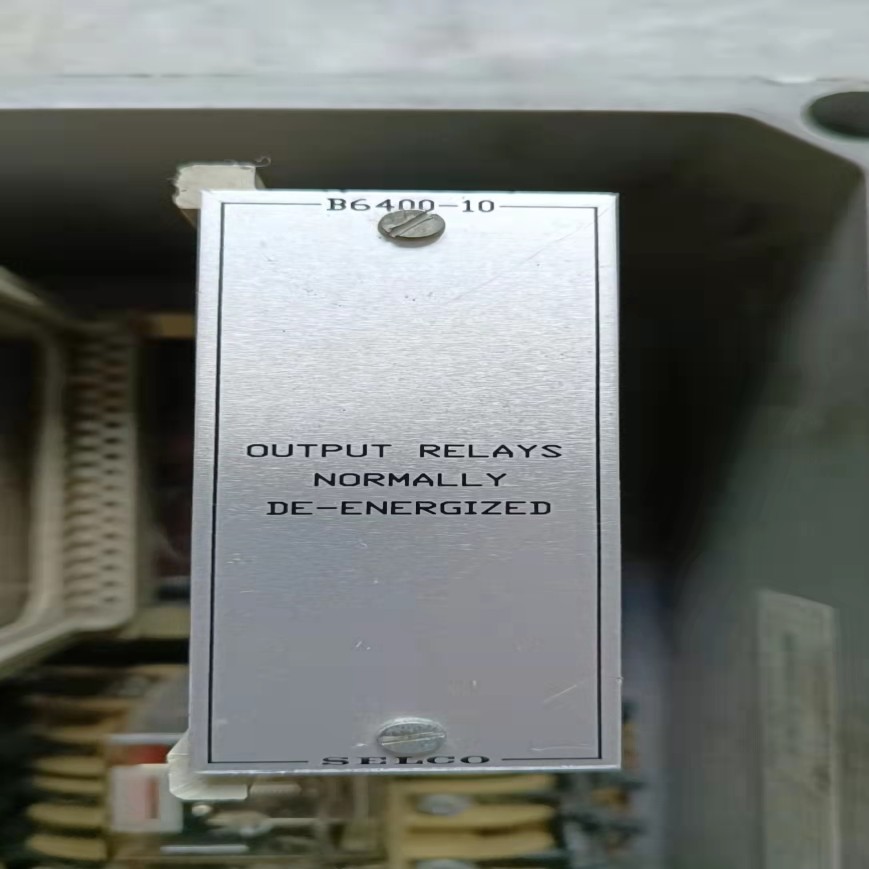 B6400-10
OUTPUT RELAYS
NORMALLY
DE-ENERGIZED
SELCO